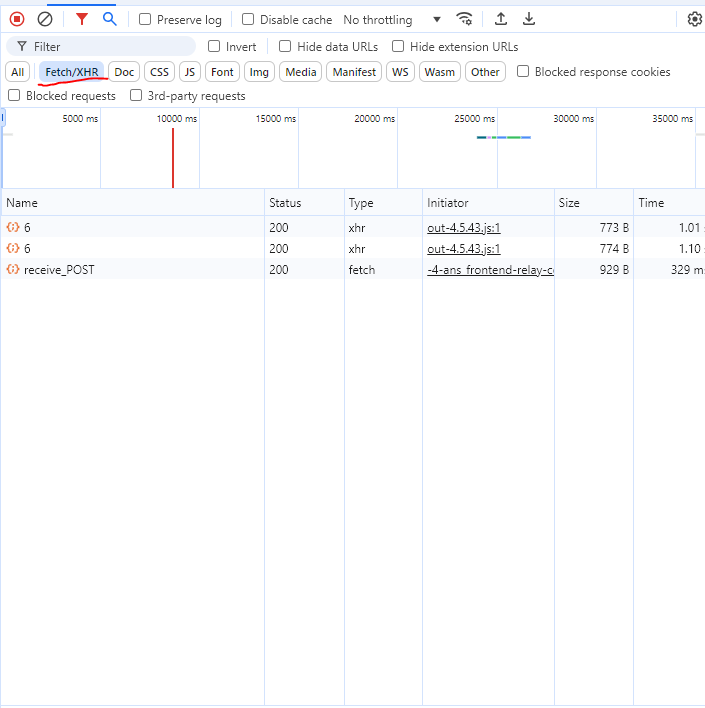 Preserve log Disable cache No throttling
Filter Invert Hide data URLs Hide extension URLs
All Fetch/XHR Doc CSS JS Font Img Media Manifest WS Wasm Other Blocked response cookies
Blocked requests 3rd-party requests
5000 ms 10000 ms 15000 ms 20000 ms 25000 ms 30000 ms 35000 ms
Name Status Type Initiator Size Time
6 200 xhr out-4.5.43.js:1 773 B 1.01
6 200 xhr out-4.5.43.js:1 774 B 1.10
receive_POST 200 fetch -4-ans_frontend-relay-c 929 B 329 m